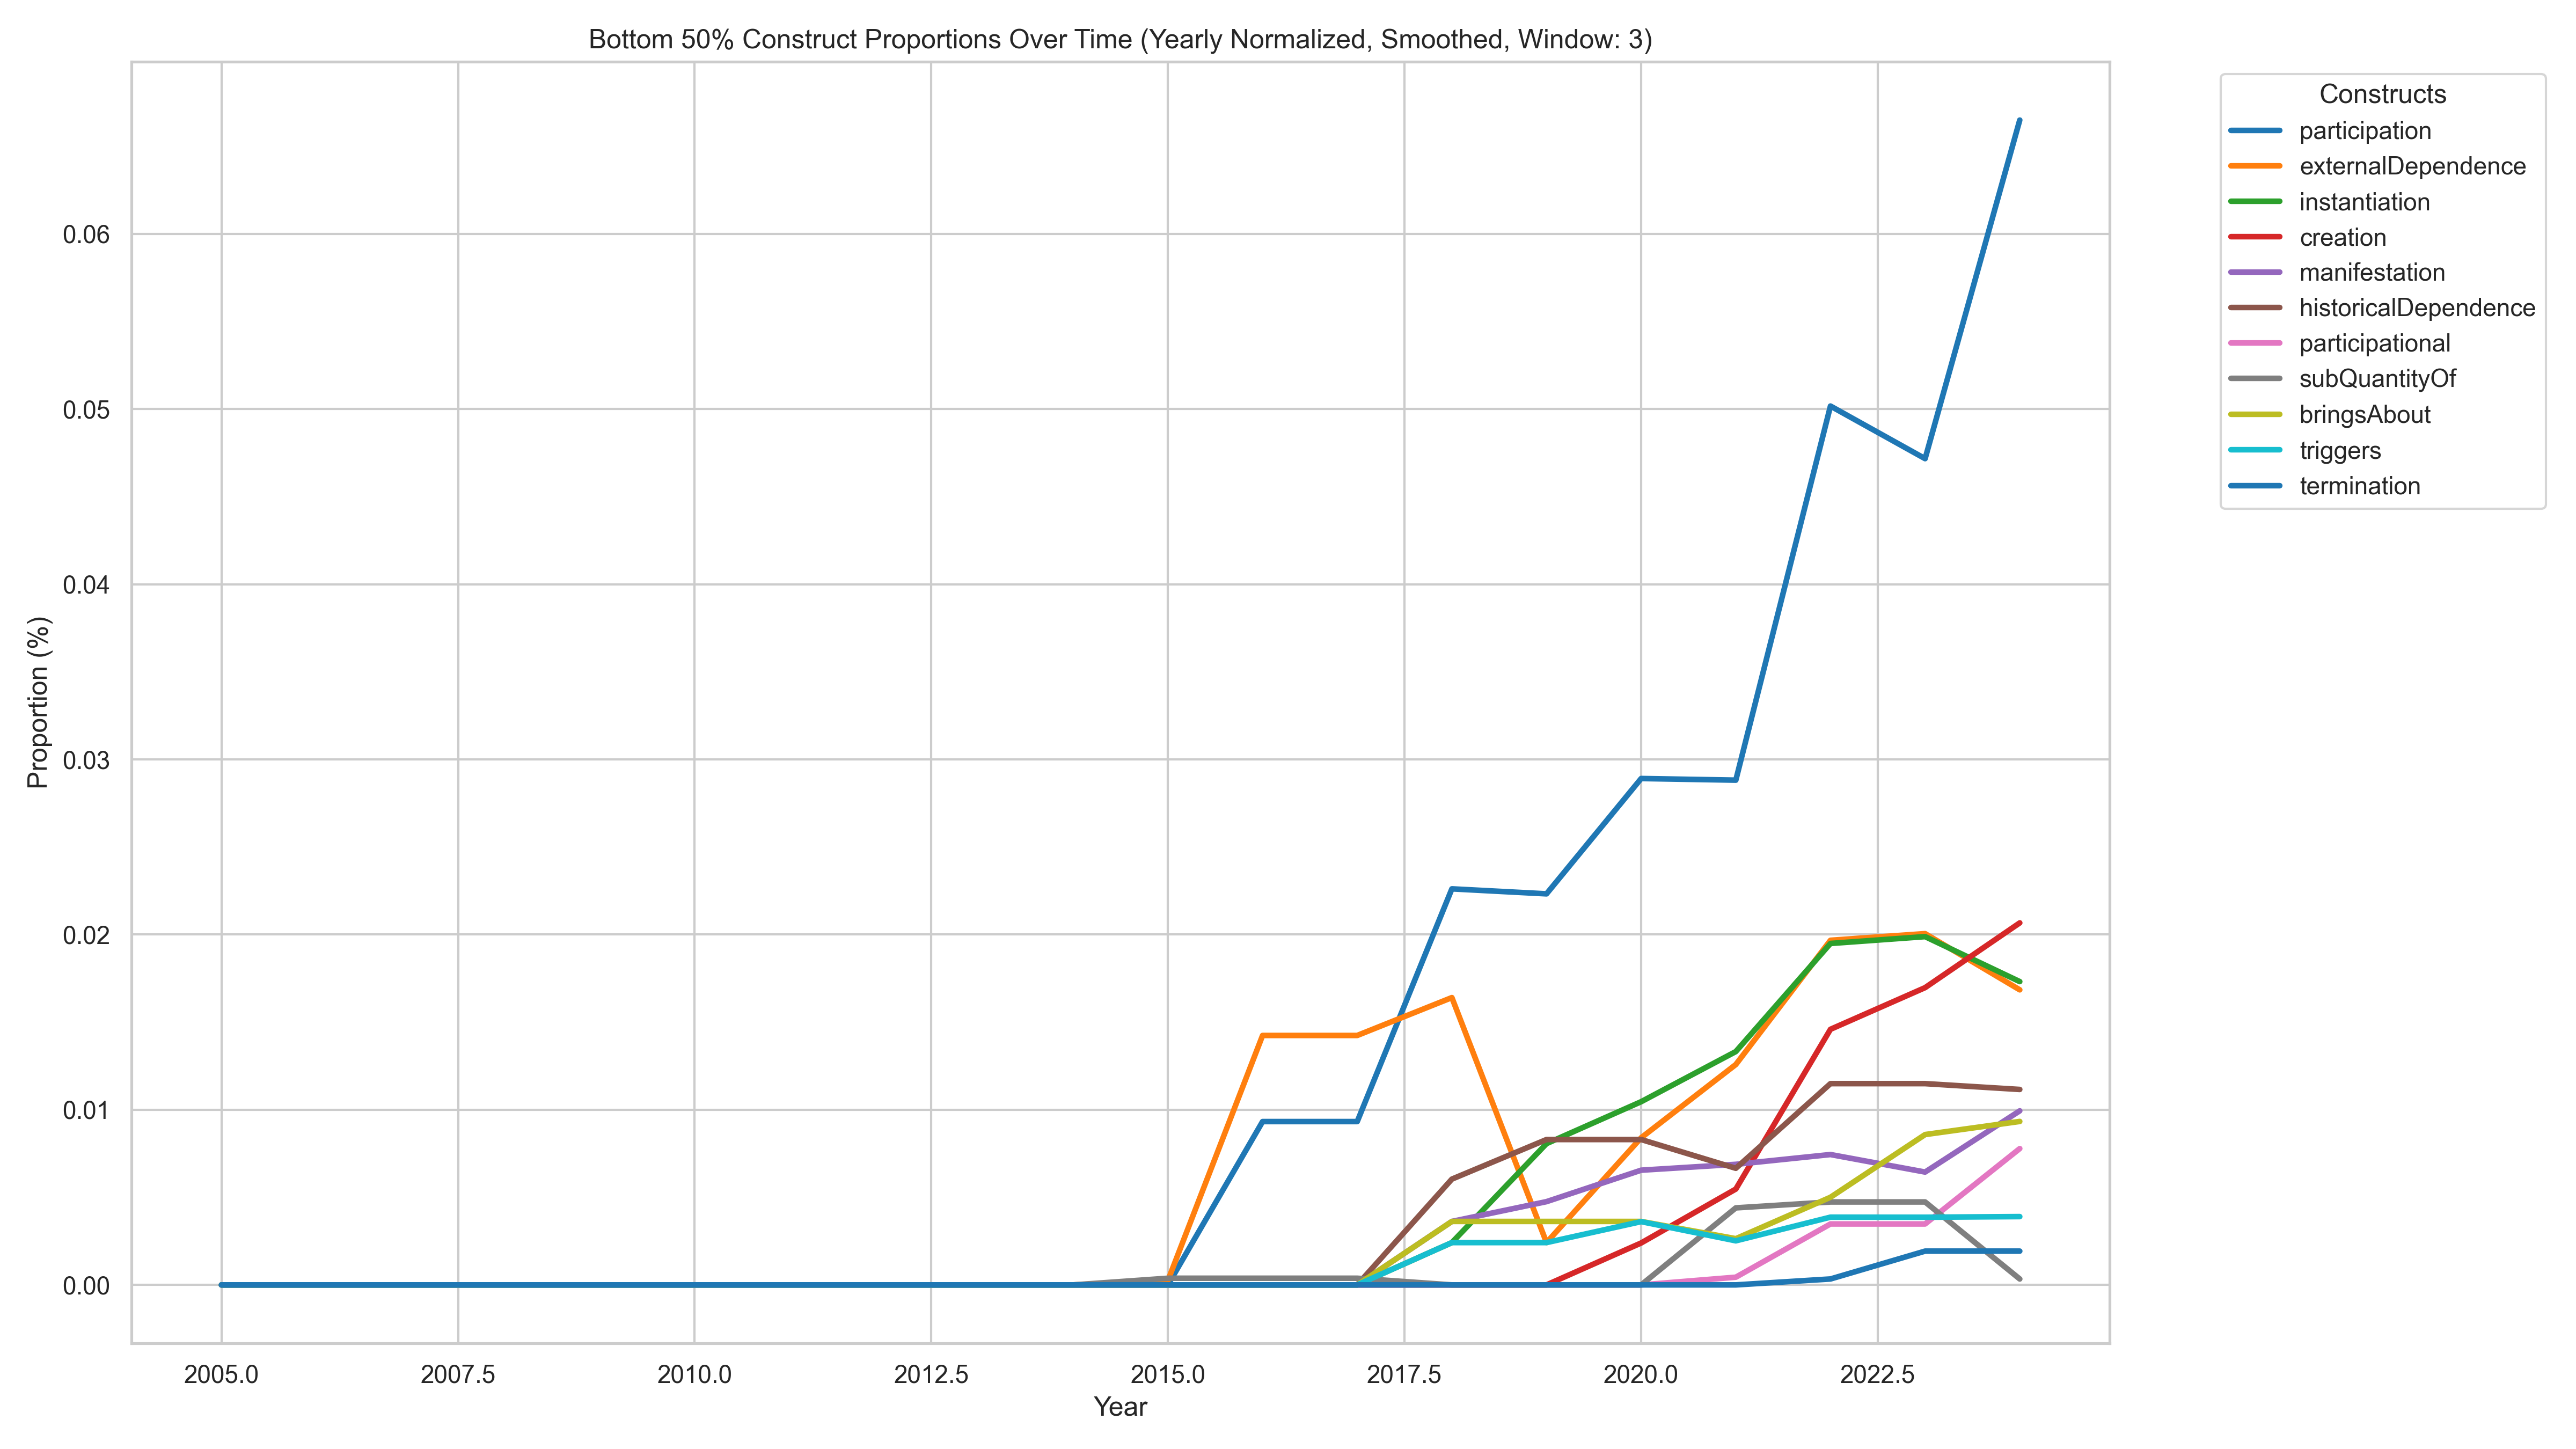 Bottom 50% Construct Proportions Over Time (Yearly Normalized, Smoothed, Window: 3)
Proportion (%)
0.06
0.05
0.04
0.03
0.02
0.01
0.00
2005.0 2007.5 2010.0 2012.5 2015.0 2017.5 2020.0 2022.5
Year
Constructs
participation
externalDependence
instantiation
creation
manifestation
historicalDependence
participational
subQuantityOf
bringsAbout
triggers
termination